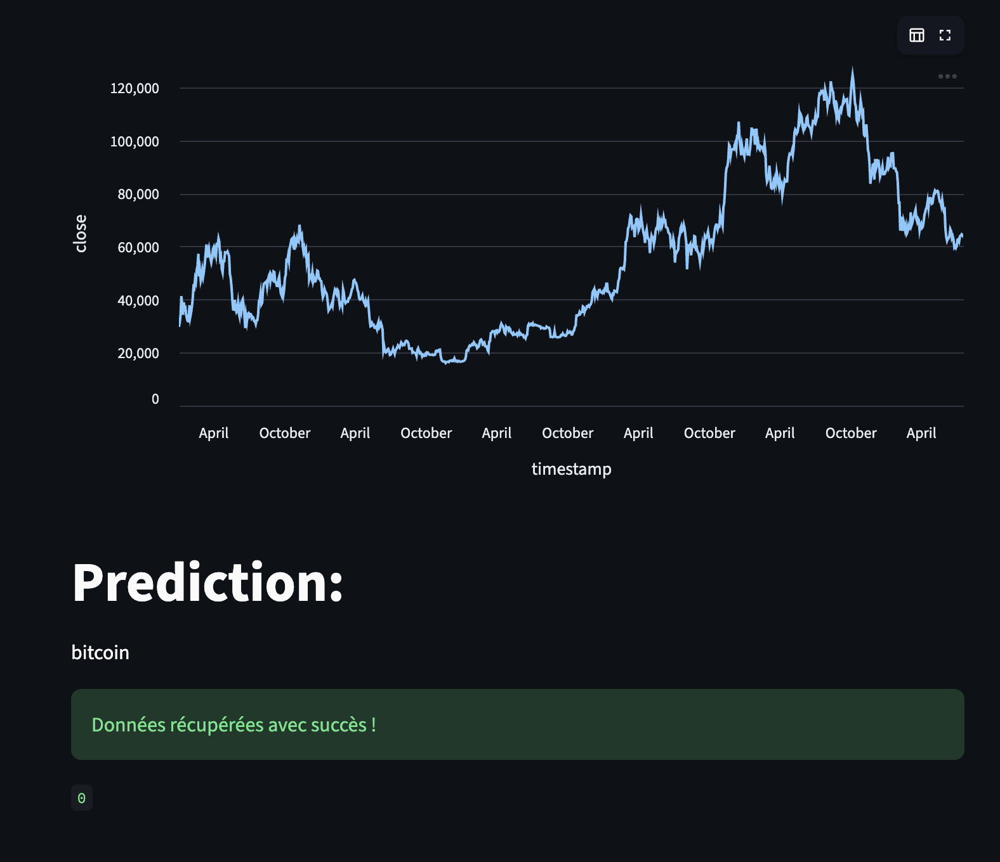 120,000
100,000
80,000
60,000
40,000
20,000
0
close
April October April October April October April October April October April
timestamp
Prediction:
bitcoin
Données récupérées avec succès !
0